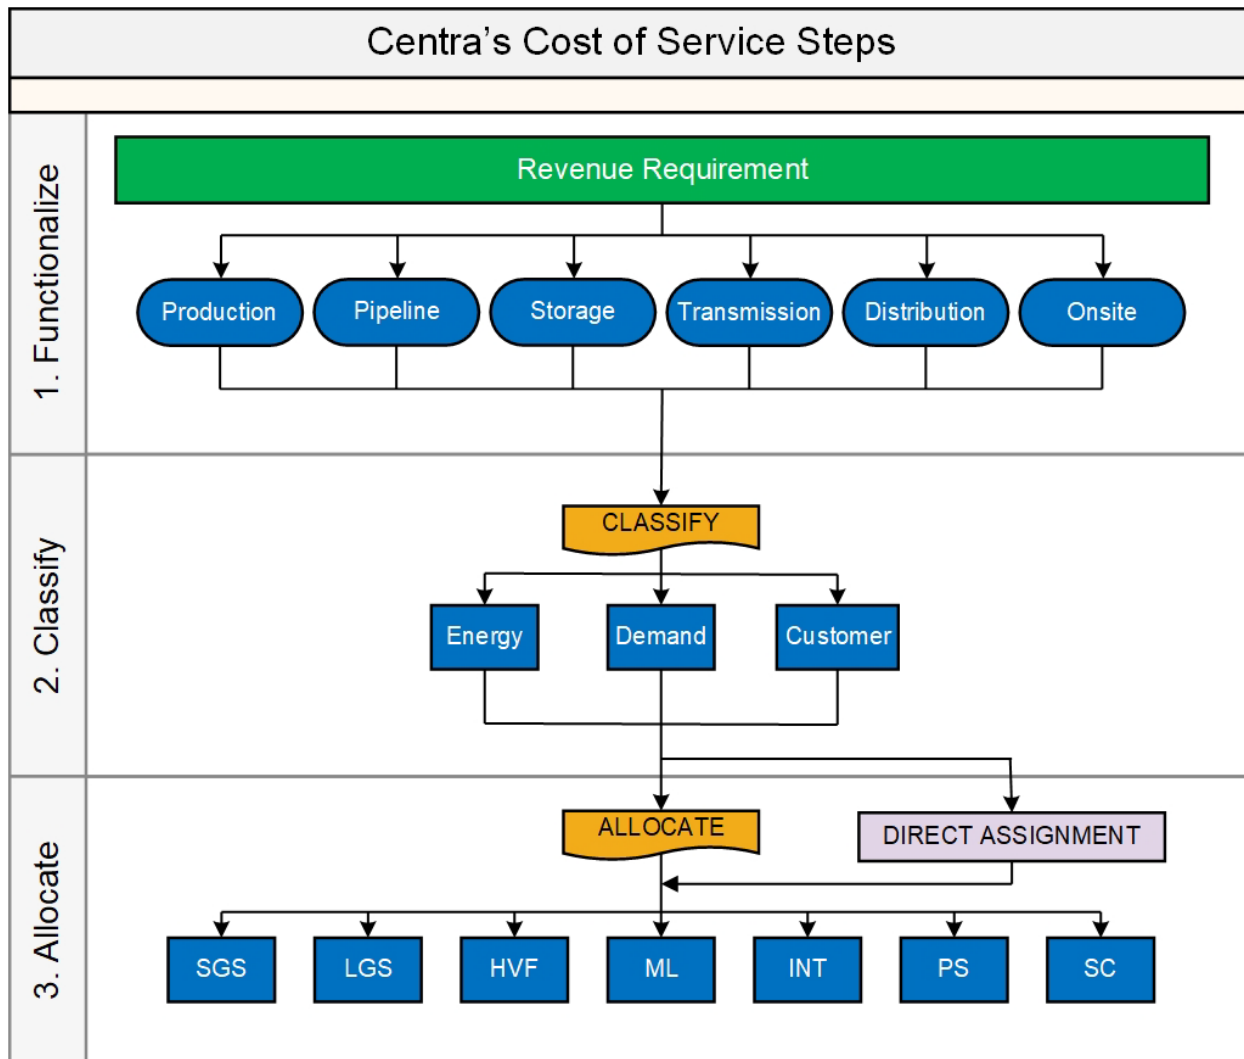 Centra's Cost of Service Steps
1. Functionalize
Revenue Requirement
Production
Pipeline
Storage
Transmission
Distribution
Onsite
2. Classify
CLASSIFY
Energy
Demand
Customer
3. Allocate
ALLOCATE
DIRECT ASSIGNMENT
SGS
LGS
HVF
ML
INT
PS
SC